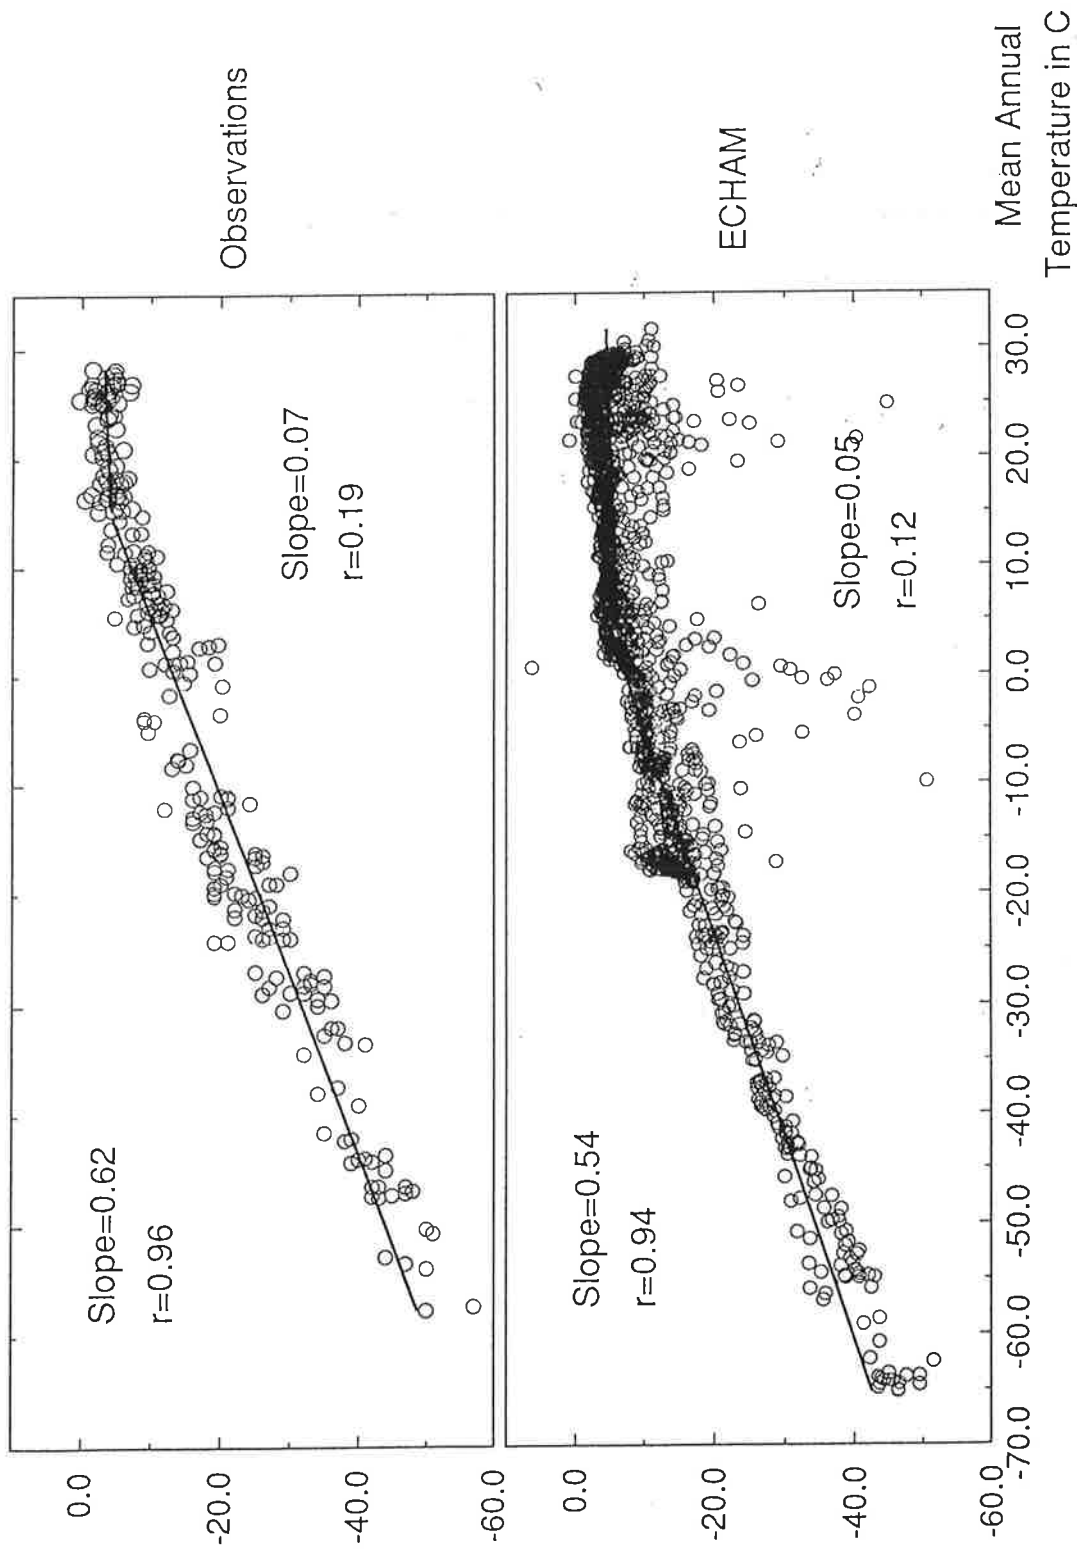 Observations
0.0
-20.0
-40.0
-60.0
Slope=0.62
r=0.96
Slope=0.07
r=0.19
ECHAM
0.0
-20.0
-40.0
-60.0
Slope=0.54
r=0.94
Slope=0.05
r=0.12
-70.0 -60.0 -50.0 -40.0 -30.0 -20.0 -10.0 0.0 10.0 20.0 30.0
Mean Annual
Temperature in C